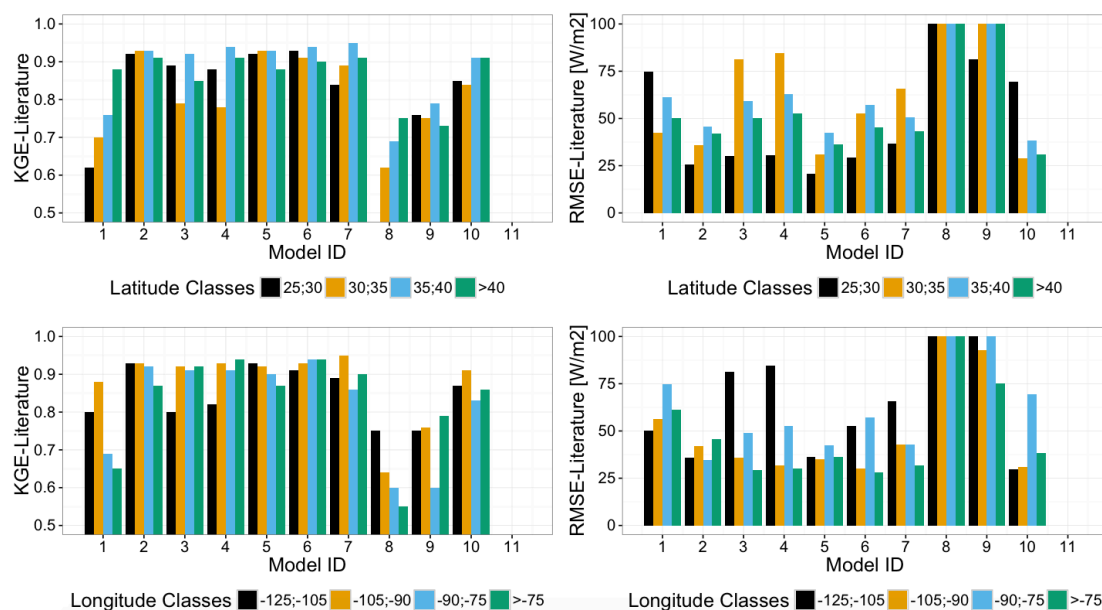 1.0
0.9
0.8
0.7
0.6
0.5
KGE-Literature
1 2 3 4 5 6 7 8 9 10 11
Model ID
Latitude Classes 25;30 30;35 35;40 >40
100
75
50
25
0
RMSE-Literature [W/m2]
1 2 3 4 5 6 7 8 9 10 11
Model ID
Latitude Classes 25;30 30;35 35;40 >40
1.0
0.9
0.8
0.7
0.6
0.5
KGE-Literature
1 2 3 4 5 6 7 8 9 10 11
Model ID
Longitude Classes -125;-105 -105;-90 -90;-75 >-75
100
75
50
25
0
RMSE-Literature [W/m2]
1 2 3 4 5 6 7 8 9 10 11
Model ID
Longitude Classes -125;-105 -105;-90 -90;-75 >-75